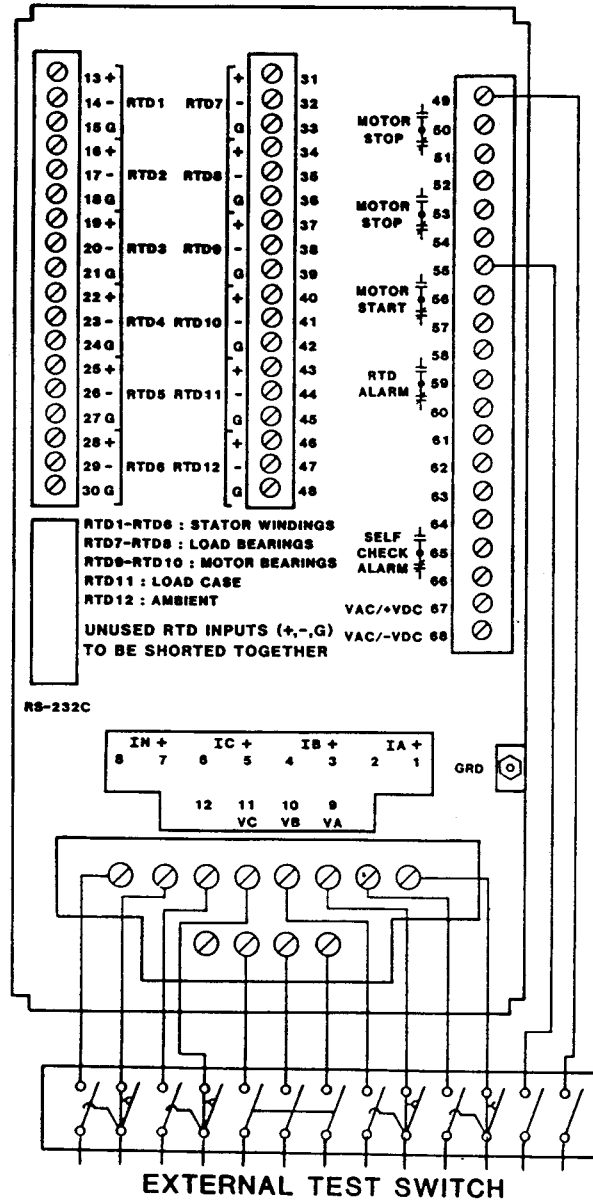 13 +
14 - RTD1
15 G
16 +
17 - RTD2
18 G
19 +
20 - RTD3
21 G
22 +
23 - RTD4
24 G
25 +
26 - RTD5
27 G
28 +
29 - RTD6
30 G
+ 31
RTD7 - 32
G 33
+ 34
RTD8 - 35
G 36
+ 37
RTD9 - 38
G 39
+ 40
RTD10 - 41
G 42
+ 43
RTD11 - 44
G 45
+ 46
RTD12 - 47
G 48
49
MOTOR 50
STOP 51
52
MOTOR 53
STOP 54
55
MOTOR 56
START 57
58
RTD 59
ALARM 60
61
62
63
64
SELF
CHECK 65
ALARM 66
VAC/+VDC 67
VAC/-VDC 68
RTD1-RTD6 : STATOR WINDINGS
RTD7-RTD8 : LOAD BEARINGS
RTD9-RTD10 : MOTOR BEARINGS
RTD11 : LOAD CASE
RTD12 : AMBIENT
UNUSED RTD INPUTS (+,-,G)
TO BE SHORTED TOGETHER
RS-232C
IN + IC + IB + IA +
8 7 6 5 4 3 2 1
GRD
12 11 10 9
VC VB VA
EXTERNAL TEST SWITCH